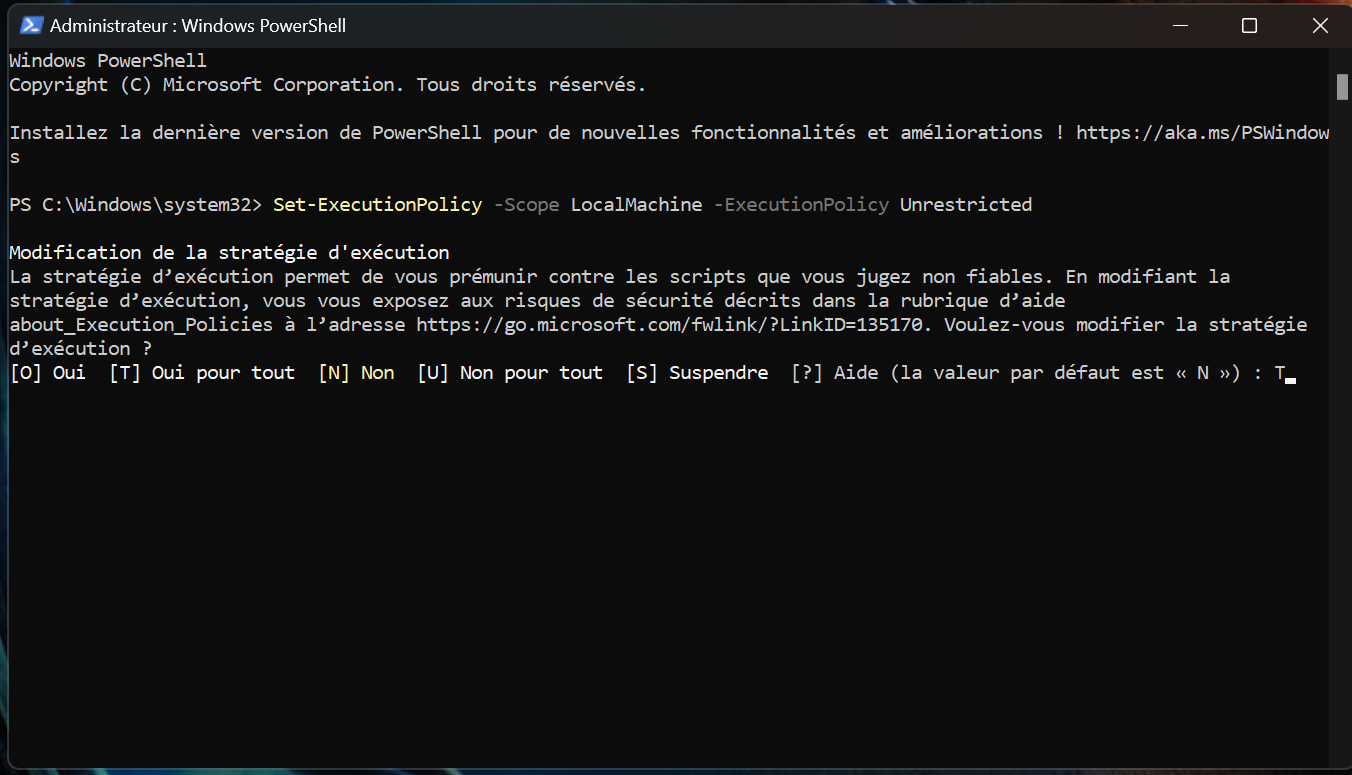 Administrateur : Windows PowerShell
Windows PowerShell
Copyright (C) Microsoft Corporation. Tous droits réservés.
Installez la dernière version de PowerShell pour de nouvelles fonctionnalités et améliorations ! https://aka.ms/PSWindow
s
PS C:\Windows\system32> Set-ExecutionPolicy -Scope LocalMachine -ExecutionPolicy Unrestricted
Modification de la stratégie d'exécution
La stratégie d’exécution permet de vous prémunir contre les scripts que vous jugez non fiables. En modifiant la
stratégie d’exécution, vous vous exposez aux risques de sécurité décrits dans la rubrique d’aide
about_Execution_Policies à l’adresse https://go.microsoft.com/fwlink/?LinkID=135170. Voulez-vous modifier la stratégie
d’exécution ?
[O] Oui  [T] Oui pour tout  [N] Non  [U] Non pour tout  [S] Suspendre  [?] Aide (la valeur par défaut est « N ») : T